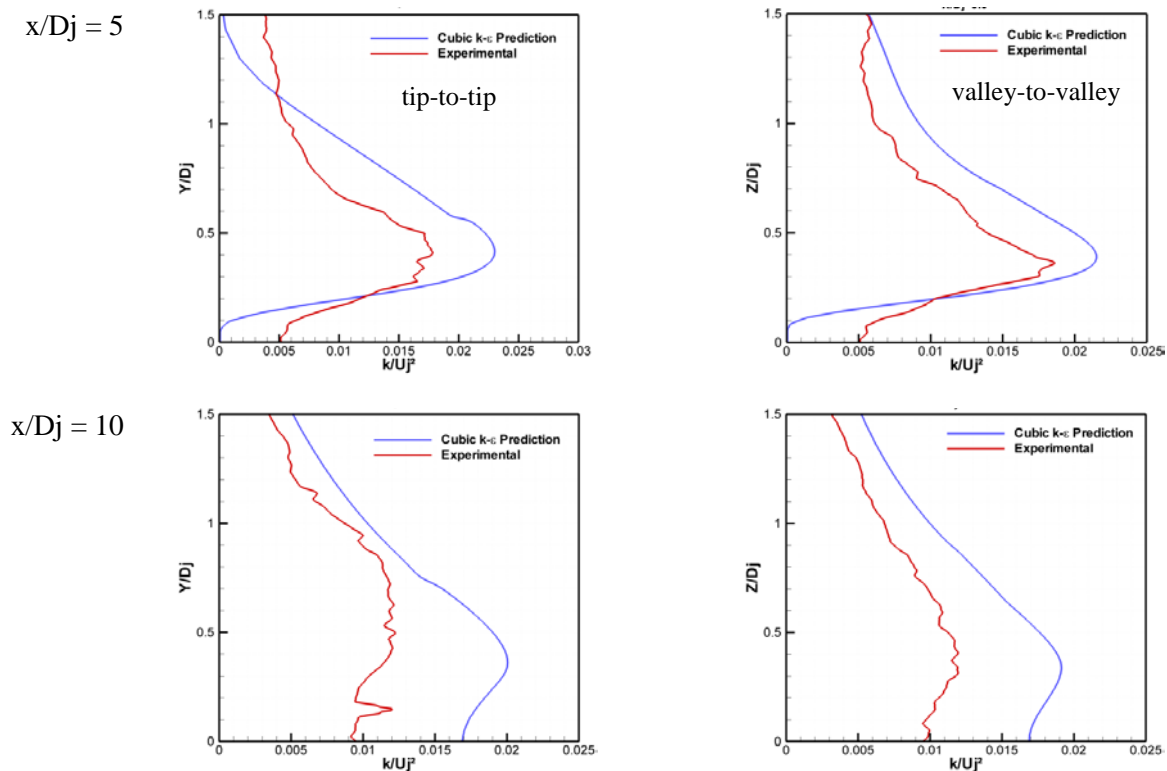 x/Dj = 5
1.5
1
0.5
0
Y/Dj
Cubic k-ε Prediction
Experimental
tip-to-tip
0.005
0.01
0.015
0.02
0.025
0.03
k/Uj²
1.5
1
0.5
0
Z/Dj
Cubic k-ε Prediction
Experimental
valley-to-valley
0
0.005
0.01
0.015
0.02
0.025
k/Uj²
x/Dj = 10
1.5
1
0.5
0
Y/Dj
Cubic k-ε Prediction
Experimental
0
0.005
0.01
0.015
0.02
0.025
k/Uj²
1.5
1
0.5
0
Z/Dj
Cubic k-ε Prediction
Experimental
0
0.005
0.01
0.015
0.02
0.025
k/Uj²